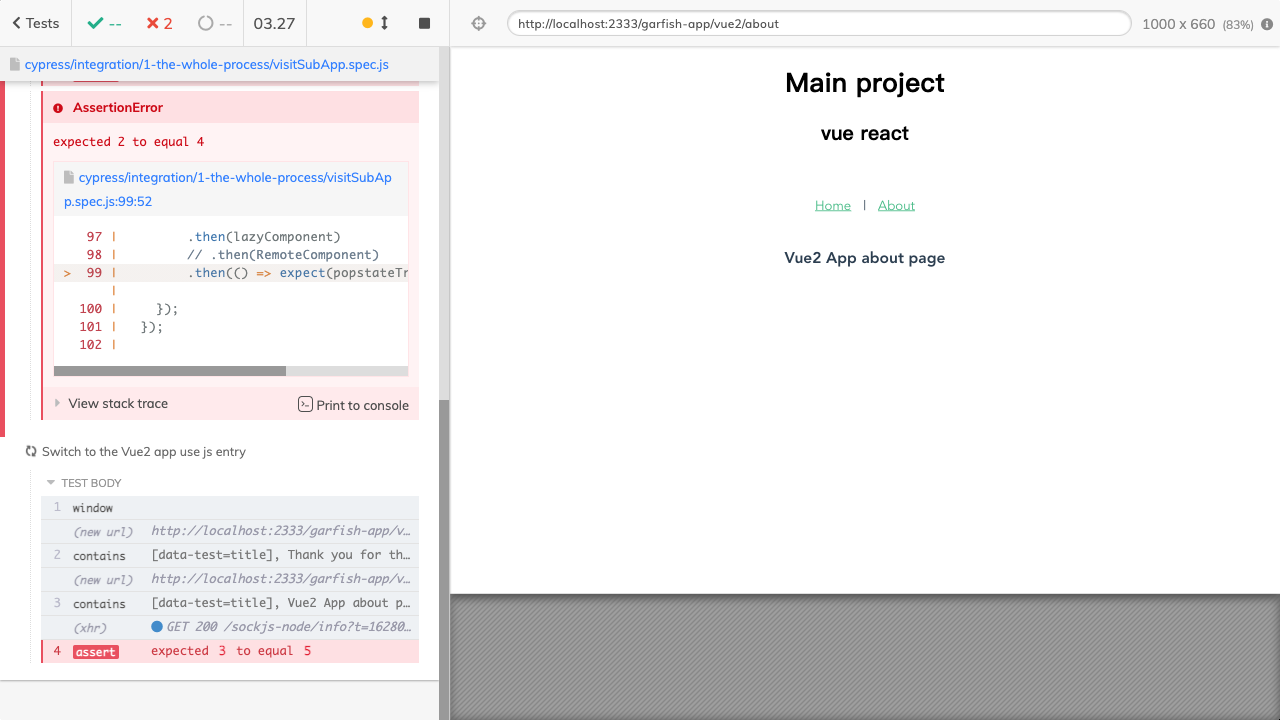 Tests
--
2
--
03.27
http://localhost:2333/garfish-app/vue2/about
1000 x 660 (83%)
cypress/integration/1-the-whole-process/visitSubApp.spec.js
AssertionError
expected 2 to equal 4
cypress/integration/1-the-whole-process/visitSubAp
p.spec.js:99:52
97 | .then(lazyComponent)
98 | // .then(RemoteComponent)
> 99 | .then(() => expect(popstateTr
|
100 | });
101 | });
102 |
View stack trace
Print to console
Switch to the Vue2 app use js entry
TEST BODY
1 window
(new url) http://localhost:2333/garfish-app/v…
2 contains [data-test=title], Thank you for th…
(new url) http://localhost:2333/garfish-app/v…
3 contains [data-test=title], Vue2 App about p…
(xhr) GET 200 /sockjs-node/info?t=16280…
4 assert expected 3 to equal 5
Main project
vue react
Home | About
Vue2 App about page